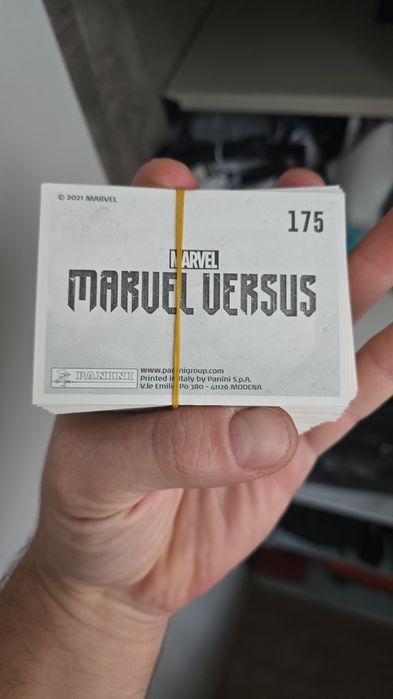 © 2021 MARVEL
175
MARVEL
MARVEL VERSUS
PANINI
www.paninigroup.com
Printed in Italy by Panini S.p.A.
V.le Emilio Po 380 - 41126 MODENA